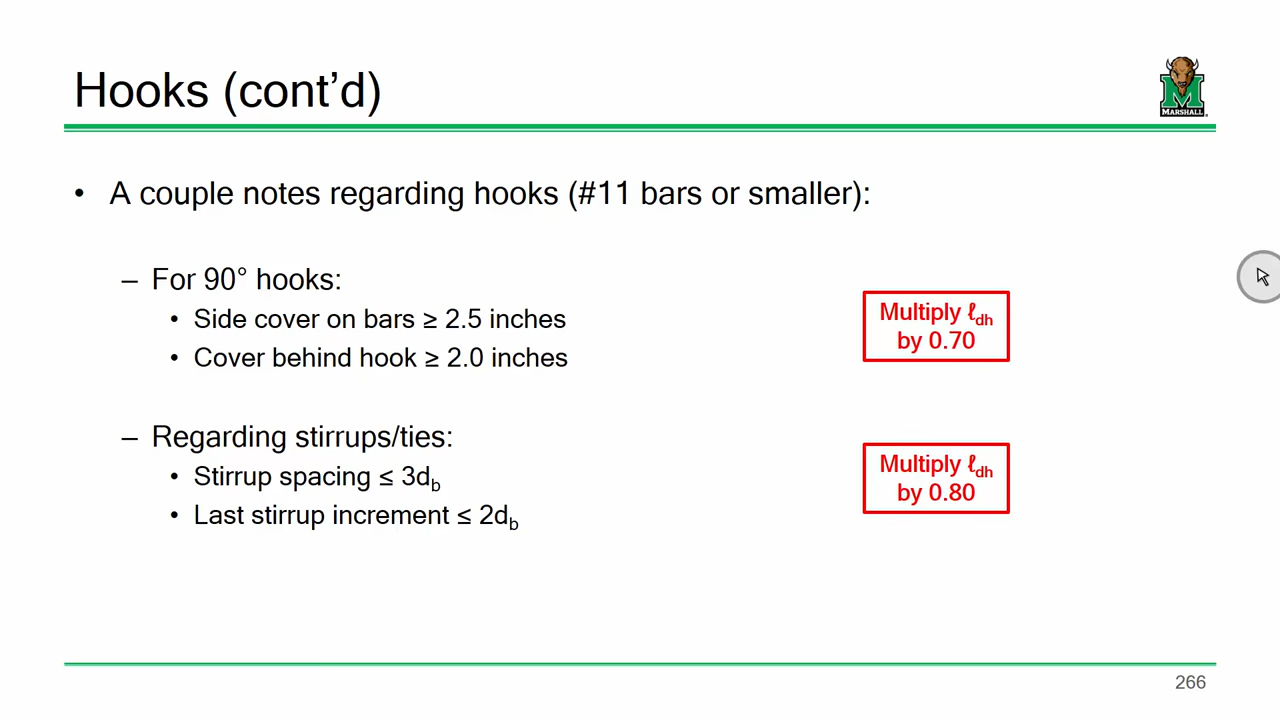 Hooks (cont’d)
MARSHALL
• A couple notes regarding hooks (#11 bars or smaller):
– For 90° hooks:
• Side cover on bars ≥ 2.5 inches
• Cover behind hook ≥ 2.0 inches
Multiply ℓdh
by 0.70
– Regarding stirrups/ties:
• Stirrup spacing ≤ 3db
• Last stirrup increment ≤ 2db
Multiply ℓdh
by 0.80
266